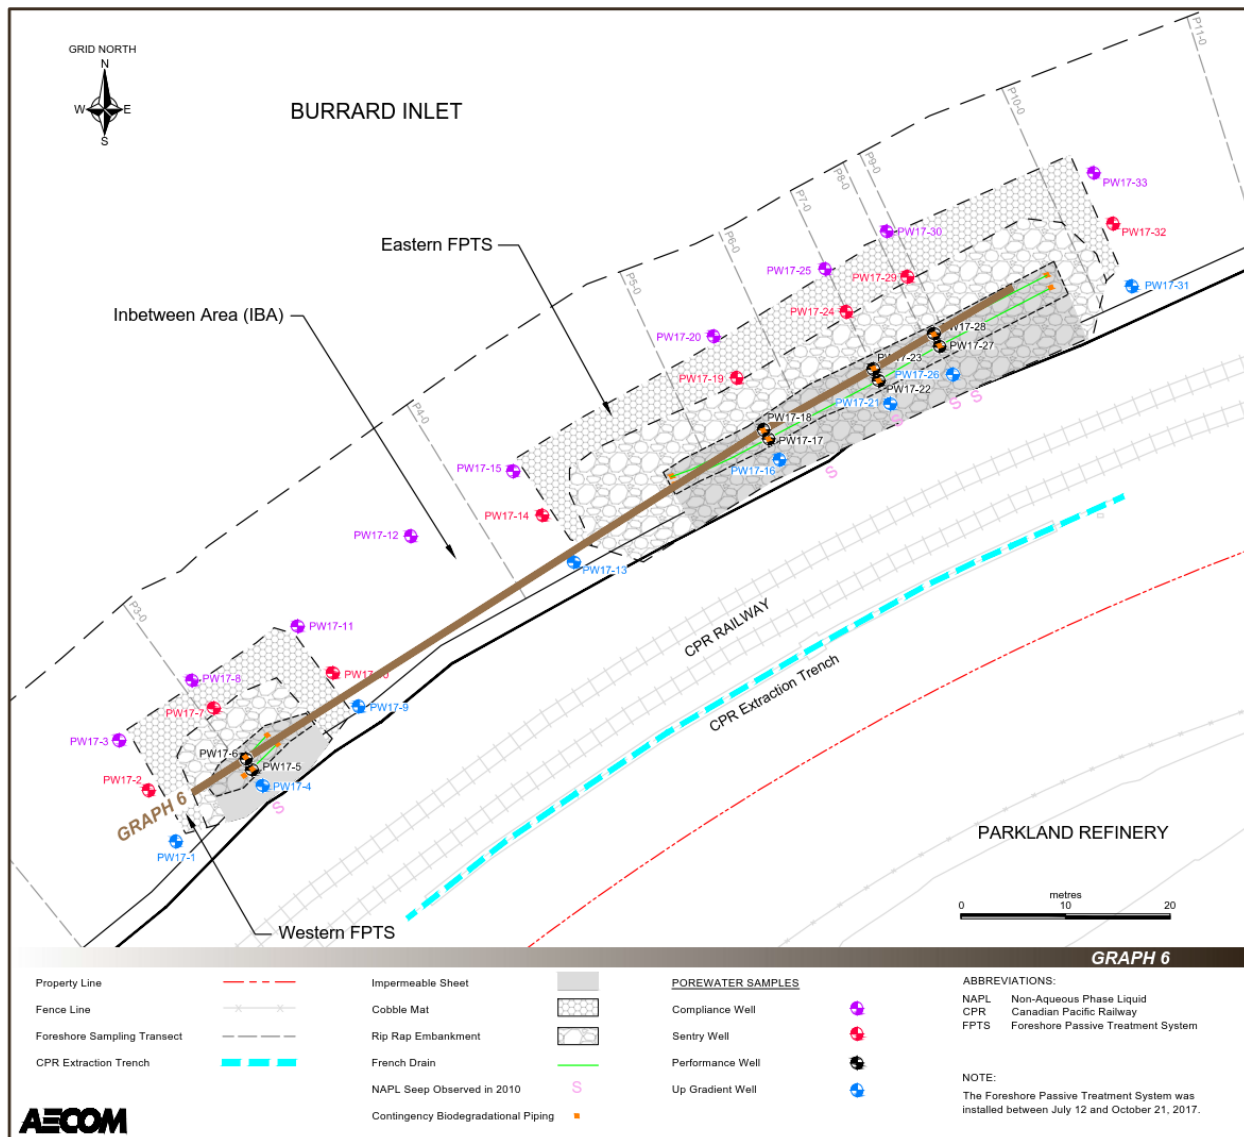 GRID NORTH
N
W
E
S
BURRARD INLET
P11-0
P10-0
P9-0
P8-0
P7-0
P6-0
P5-0
P4-0
P3-0
PW17-33
PW17-32
PW17-31
PW17-30
PW17-29
PW17-25
PW17-24
Eastern FPTS
Inbetween Area (IBA)
PW17-20
PW17-19
W17-28
PW17-27
PW17-26
PW17-23
PW17-22
PW17-21
S
S
S
PW17-18
PW17-17
PW17-16
S
PW17-15
PW17-14
PW17-13
PW17-12
PW17-11
PW17-9
PW17-8
PW17-7
PW17-6
PW17-5
PW17-4
S
PW17-3
PW17-2
PW17-1
GRAPH 6
Western FPTS
CPR RAILWAY
CPR Extraction Trench
PARKLAND REFINERY
metres
0 10 20
GRAPH 6
Property Line
Fence Line
Foreshore Sampling Transect
CPR Extraction Trench
Impermeable Sheet
Cobble Mat
Rip Rap Embankment
French Drain
NAPL Seep Observed in 2010 S
Contingency Biodegradational Piping
POREWATER SAMPLES
Compliance Well
Sentry Well
Performance Well
Up Gradient Well
ABBREVIATIONS:
NAPL Non-Aqueous Phase Liquid
CPR Canadian Pacific Railway
FPTS Foreshore Passive Treatment System
NOTE:
The Foreshore Passive Treatment System was
installed between July 12 and October 21, 2017.
AECOM